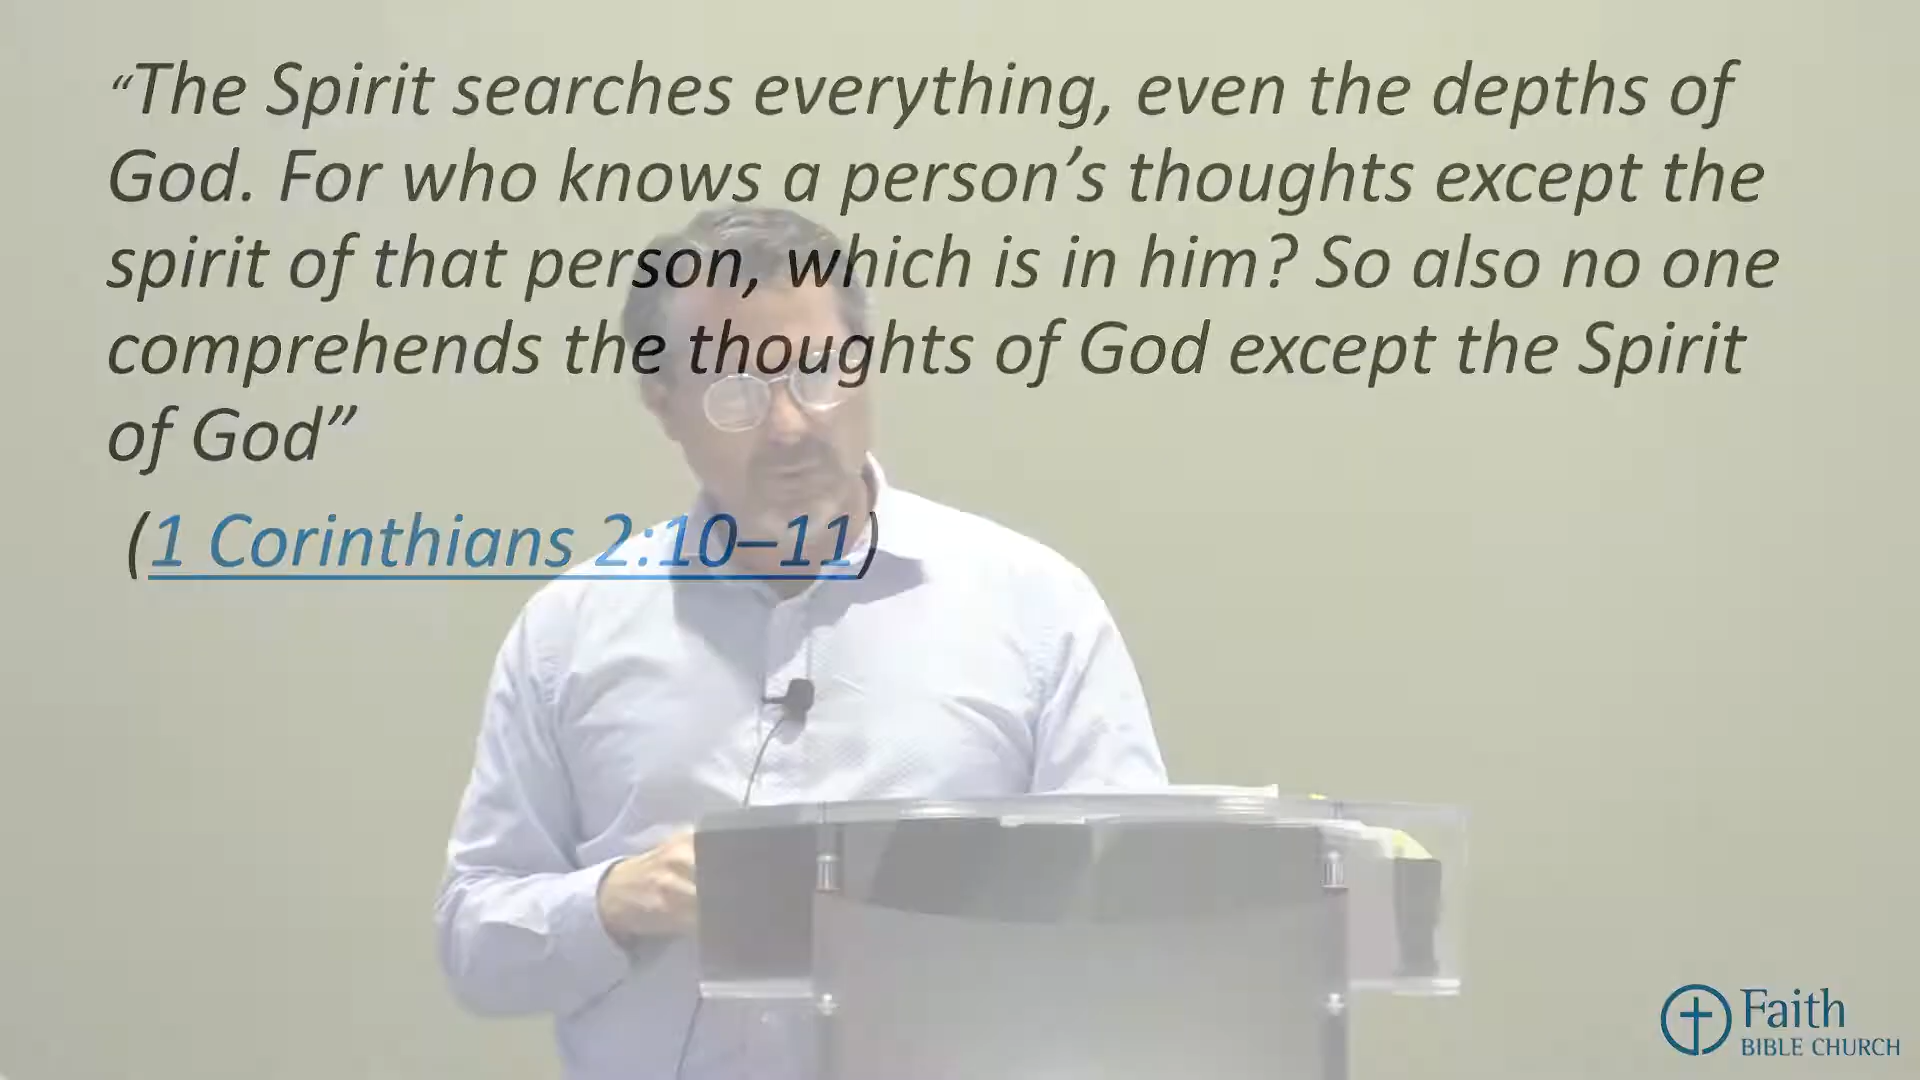 “The Spirit searches everything, even the depths of
God. For who knows a person’s thoughts except the
spirit of that person, which is in him? So also no one
comprehends the thoughts of God except the Spirit
of God”
(1 Corinthians 2:10–11)
Faith
BIBLE CHURCH